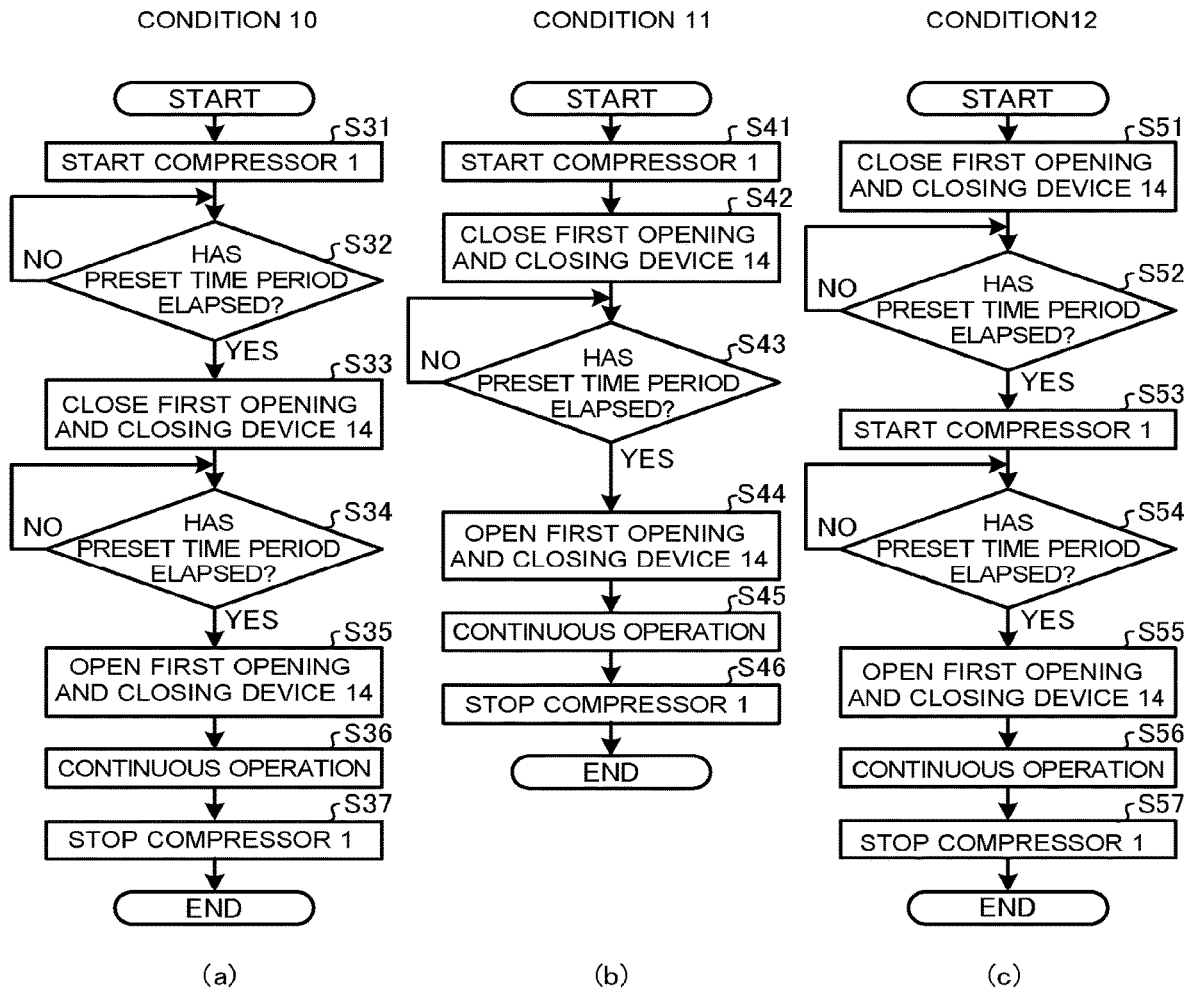 CONDITION 10
START
S31
START COMPRESSOR 1
S32
HAS
PRESET TIME PERIOD
ELAPSED?
NO
YES
S33
CLOSE FIRST OPENING
AND CLOSING DEVICE 14
S34
HAS
PRESET TIME PERIOD
ELAPSED?
NO
YES
S35
OPEN FIRST OPENING
AND CLOSING DEVICE 14
S36
CONTINUOUS OPERATION
S37
STOP COMPRESSOR 1
END
(a)
CONDITION 11
START
S41
START COMPRESSOR 1
S42
CLOSE FIRST OPENING
AND CLOSING DEVICE 14
S43
HAS
PRESET TIME PERIOD
ELAPSED?
NO
YES
S44
OPEN FIRST OPENING
AND CLOSING DEVICE 14
S45
CONTINUOUS OPERATION
S46
STOP COMPRESSOR 1
END
(b)
CONDITION12
START
S51
CLOSE FIRST OPENING
AND CLOSING DEVICE 14
S52
HAS
PRESET TIME PERIOD
ELAPSED?
NO
YES
S53
START COMPRESSOR 1
S54
HAS
PRESET TIME PERIOD
ELAPSED?
NO
YES
S55
OPEN FIRST OPENING
AND CLOSING DEVICE 14
S56
CONTINUOUS OPERATION
S57
STOP COMPRESSOR 1
END
(c)